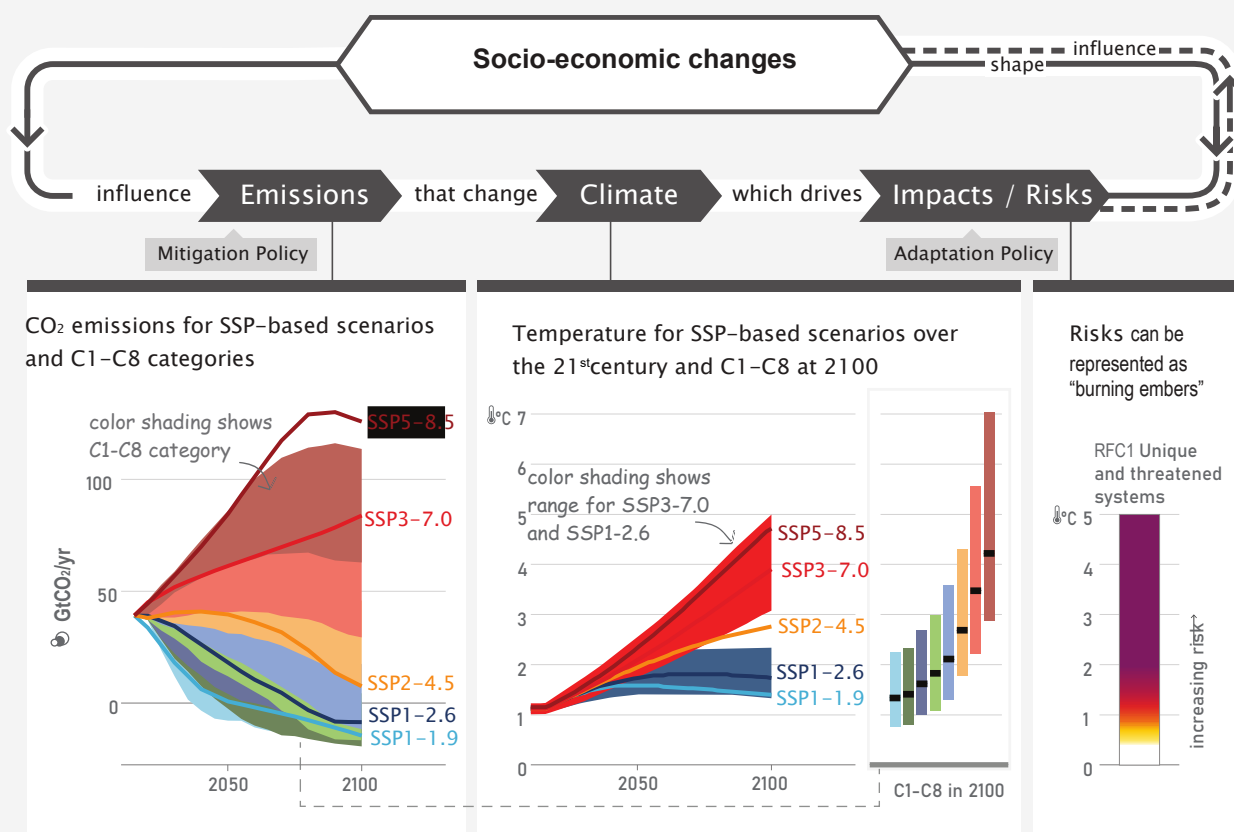 Socio-economic changes
influence
shape
influence
Emissions
that change
Climate
which drives
Impacts / Risks
Mitigation Policy
Adaptation Policy
CO₂ emissions for SSP-based scenarios
and C1-C8 categories
color shading shows
C1-C8 category
100
50
0
GtCO₂/yr
SSP5-8.5
SSP3-7.0
SSP2-4.5
SSP1-2.6
SSP1-1.9
2050
2100
Temperature for SSP-based scenarios over
the 21stcentury and C1-C8 at 2100
°C 7
6
5
4
3
2
1
0
color shading shows
range for SSP3-7.0
and SSP1-2.6
SSP5-8.5
SSP3-7.0
SSP2-4.5
SSP1-2.6
SSP1-1.9
2050
2100
C1-C8 in 2100
Risks can be
represented as
“burning embers”
RFC1 Unique
and threatened
systems
°C 5
4
3
2
1
0
increasing risk→